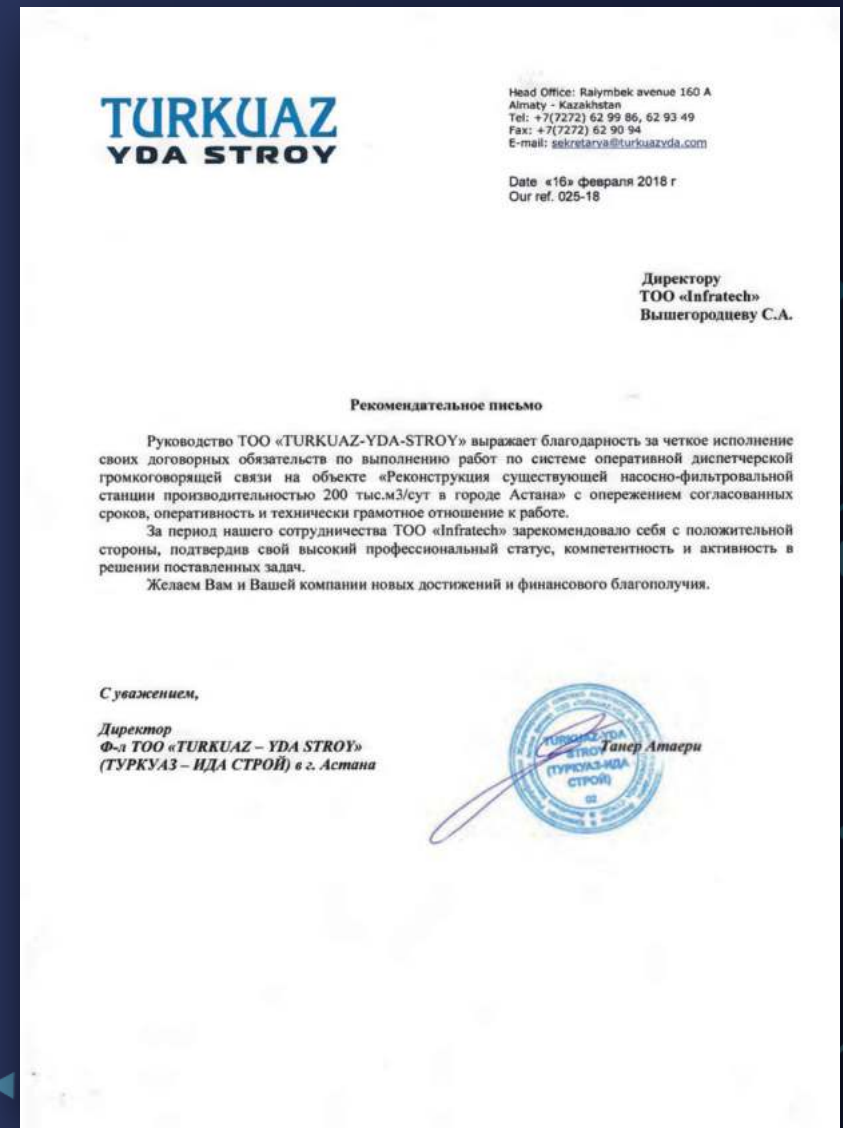 TURKUAZ
YDA STROY
Head Office: Raiymbek avenue 160 A
Almaty - Kazakhstan
Tel: +7(7272) 62 99 86, 62 93 49
Fax: +7(7272) 62 90 94
E-mail: sekretarya@turkuazyda.com
Date «16» февраля 2018 г
Our ref. 025-18
Директору
ТОО «Infratech»
Вышегородцеву С.А.
Рекомендательное письмо
Руководство ТОО «TURKUAZ-YDA-STROY» выражает благодарность за четкое исполнение
своих договорных обязательств по выполнению работ по системе оперативной диспетчерской
громкоговорящей связи на объекте «Реконструкция существующей насосно-фильтровальной
станции производительностью 200 тыс.м3/сут в городе Астана» с опережением согласованных
сроков, оперативность и технически грамотное отношение к работе.
За период нашего сотрудничества ТОО «Infratech» зарекомендовало себя с положительной
стороны, подтвердив свой высокий профессиональный статус, компетентность и активность в
решении поставленных задач.
Желаем Вам и Вашей компании новых достижений и финансового благополучия.
С уважением,
Директор
Ф-л ТОО «TURKUAZ – YDA STROY»
(ТУРКУАЗ – ИДА СТРОЙ) в г. Астана
Танер Атаери
TURKUAZ-YDA
STROY
(ТУРКУАЗ-ИДА
СТРОЙ)
02